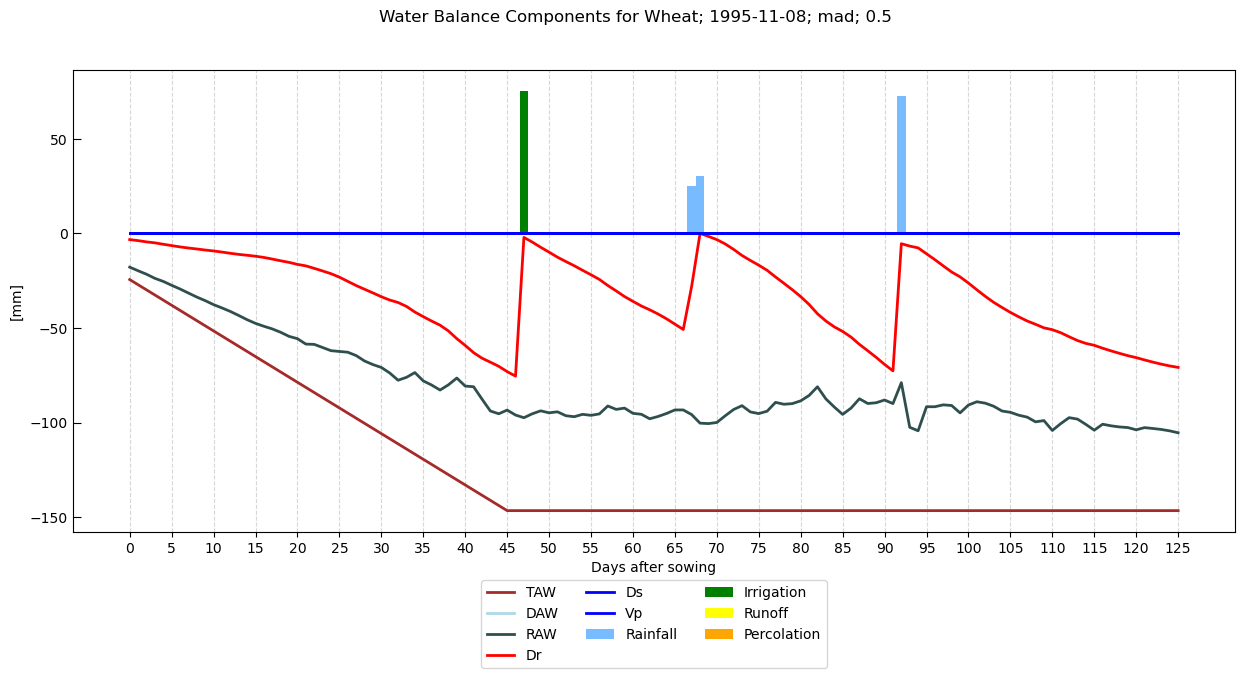 Water Balance Components for Wheat; 1995-11-08; mad; 0.5
[mm]
50
0
−50
−100
−150
0 5 10 15 20 25 30 35 40 45 50 55 60 65 70 75 80 85 90 95 100 105 110 115 120 125
Days after sowing
TAW
DAW
RAW
Dr
Ds
Vp
Rainfall
Irrigation
Runoff
Percolation